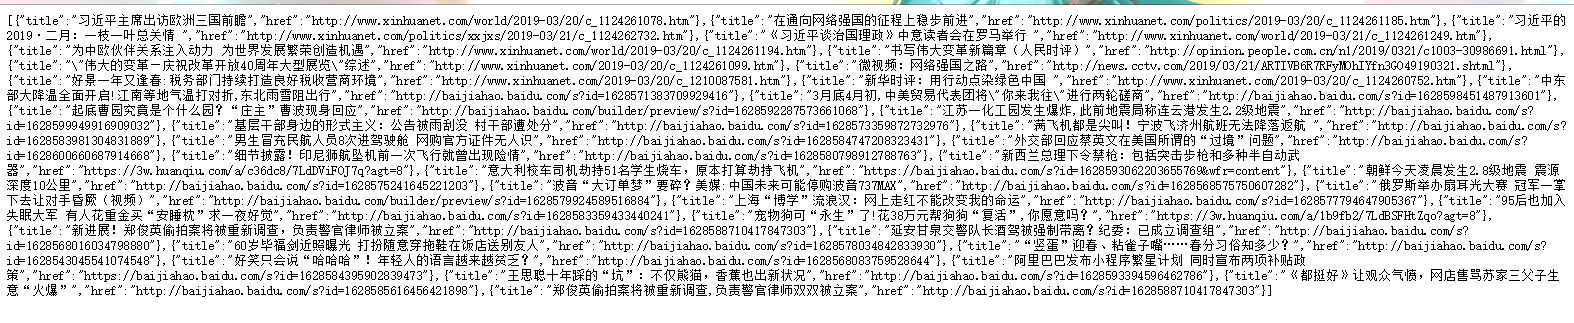 [{"title":"习近平主席出访欧洲三国前瞻","href":"http://www.xinhuanet.com/world/2019-03/20/c_1124261078.htm"},{"title":"在通向网络强国的征程上稳步前进","href":"http://www.xinhuanet.com/politics/2019-03/20/c_1124261185.htm"},{"title":"习近平的
2019·二月：一枝一叶总关情 ","href":"http://www.xinhuanet.com/politics/xxjxs/2019-03/21/c_1124262732.htm"},{"title":"《习近平谈治国理政》中意读者会在罗马举行 ","href":"http://www.xinhuanet.com/world/2019-03/21/c_1124261249.htm"},
{"title":"为中欧伙伴关系注入动力 为世界发展繁荣创造机遇","href":"http://www.xinhuanet.com/world/2019-03/20/c_1124261194.htm"},{"title":"书写伟大变革新篇章（人民时评）","href":"http://opinion.people.com.cn/n1/2019/0321/c1003-30986691.html"},
{"title":"\"伟大的变革—庆祝改革开放40周年大型展览\"综述","href":"http://www.xinhuanet.com/2019-03/20/c_1124261099.htm"},{"title":"微视频：网络强国之路","href":"http://news.cctv.com/2019/03/21/ARTIVB6R7RFyMOhIYfn3GO49190321.shtml"},
{"title":"好景一年又逢春:税务部门持续打造良好税收营商环境","href":"http://www.xinhuanet.com/2019-03/20/c_1210087581.htm"},{"title":"新华时评：用行动点染绿色中国 ","href":"http://www.xinhuanet.com/2019-03/20/c_1124260752.htm"},{"title":"中东
部大降温全面开启!江南等地气温打对折,东北雨雪阻出行","href":"http://baijiahao.baidu.com/s?id=1628571383709929416"},{"title":"3月底4月初,中美贸易代表团将\"你来我往\"进行两轮磋商","href":"https://baijiahao.baidu.com/s?id=1628598451487913601"},
{"title":"起底曹园究竟是个什么园？“庄主”曹波现身回应","href":"http://baijiahao.baidu.com/builder/preview/s?id=1628592287573661068"},{"title":"江苏一化工园发生爆炸，此前地震局称连云港发生2.2级地震","href":"http://baijiahao.baidu.com/s?
id=1628599949916909032"},{"title":"基层干部身边的形式主义：公告被雨刮没 村干部遭处分","href":"http://baijiahao.baidu.com/s?id=1628573359872732976"},{"title":"满飞机都是尖叫！宁波飞济州航班无法降落返航 ","href":"http://baijiahao.baidu.com/s?
id=1628583981304831889"},{"title":"男生冒充民航人员8次进驾驶舱 网购官方证件无人识","href":"http://baijiahao.baidu.com/s?id=1628584747208323431"},{"title":"外交部回应蔡英文在美国所谓的“过境”问题","href":"http://baijiahao.baidu.com/s?
id=1628600660687914668"},{"title":"细节披露！印尼狮航坠机前一次飞行就曾出现险情","href":"http://baijiahao.baidu.com/s?id=1628580798912788763"},{"title":"新西兰总理下令禁枪：包括突击步枪和多种半自动武
器","href":"https://3w.huanqiu.com/a/c36dc8/7LdDViFOJ7q?agt=8"},{"title":"意大利校车司机劫持51名学生烧车，原本打算劫持飞机","href":"https://baijiahao.baidu.com/s?id=1628593062203655769&wfr=content"},{"title":"朝鲜今天凌晨发生2.8级地震 震源
深度10公里","href":"http://baijiahao.baidu.com/s?id=1628575241645221203"},{"title":"波音“大订单梦”要碎？美媒:中国未来可能停购波音737MAX","href":"http://baijiahao.baidu.com/s?id=1628568575750607282"},{"title":"俄罗斯举办扇耳光大赛 冠军一掌
下去让对手昏厥（视频）","href":"http://baijiahao.baidu.com/builder/preview/s?id=1628579924589516884"},{"title":"上海“博学”流浪汉：网上走红不能改变我的命运","href":"http://baijiahao.baidu.com/s?id=1628577794647905367"},{"title":"95后也加入
失眠大军 有人花重金买“安睡枕”求一夜好觉","href":"http://baijiahao.baidu.com/s?id=1628583359433440241"},{"title":"宠物狗可“永生”了!花38万元帮狗狗“复活”,你愿意吗？","href":"https://3w.huanqiu.com/a/1b9fb2/7LdBSFHtZqo?agt=8"},
{"title":"新进展！郑俊英偷拍案将被重新调查，负责警官律师被立案","href":"http://baijiahao.baidu.com/s?id=1628588710417847303"},{"title":"延安甘泉交警队长酒驾被强制带离？纪委：已成立调查组","href":"http://baijiahao.baidu.com/s?
id=1628568016034798880"},{"title":"60岁毕福剑近照曝光 打扮随意穿拖鞋在饭店送别友人","href":"http://baijiahao.baidu.com/s?id=1628578034842833930"},{"title":"“竖蛋”迎春、粘雀子嘴……春分习俗知多少？","href":"http://baijiahao.baidu.com/s?
id=1628543045541074548"},{"title":"好笑只会说“哈哈哈”！年轻人的语言越来越贫乏？","href":"http://baijiahao.baidu.com/s?id=1628568083759528644"},{"title":"阿里巴巴发布小程序繁星计划 同时宣布两项补贴政
策","href":"https://baijiahao.baidu.com/s?id=1628584395902839473"},{"title":"王思聪十年踩的“坑”：不仅熊猫，香蕉也出新状况","href":"https://baijiahao.baidu.com/s?id=1628593394596462786"},{"title":"《都挺好》让观众气愤，网店售骂苏家三父子生
意“火爆”","href":"http://baijiahao.baidu.com/s?id=1628585616456421898"},{"title":"郑俊英偷拍案将被重新调查,负责警官律师双双被立案","href":"http://baijiahao.baidu.com/s?id=1628588710417847303"}]